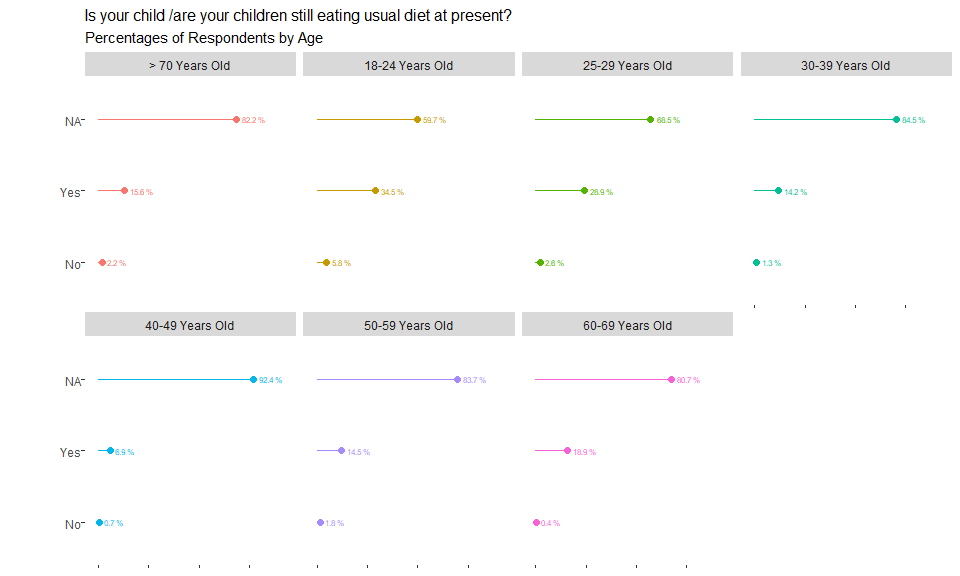 Is your child /are your children still eating usual diet at present?
Percentages of Respondents by Age
> 70 Years Old
18-24 Years Old
25-29 Years Old
30-39 Years Old
NA
82.2 %
59.7 %
68.5 %
84.5 %
Yes
15.6 %
34.5 %
28.9 %
14.2 %
No
2.2 %
5.8 %
2.6 %
1.3 %
40-49 Years Old
50-59 Years Old
60-69 Years Old
NA
92.4 %
83.7 %
80.7 %
Yes
6.9 %
14.5 %
18.9 %
No
0.7 %
1.8 %
0.4 %